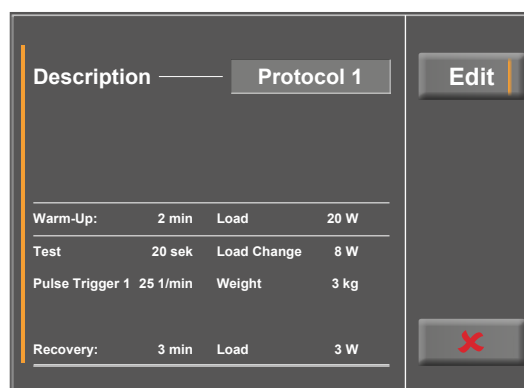 Description Protocol 1 Edit
Warm-Up: 2 min Load 20 W
Test 20 sek Load Change 8 W
Pulse Trigger 1 25 1/min Weight 3 kg
Recovery: 3 min Load 3 W